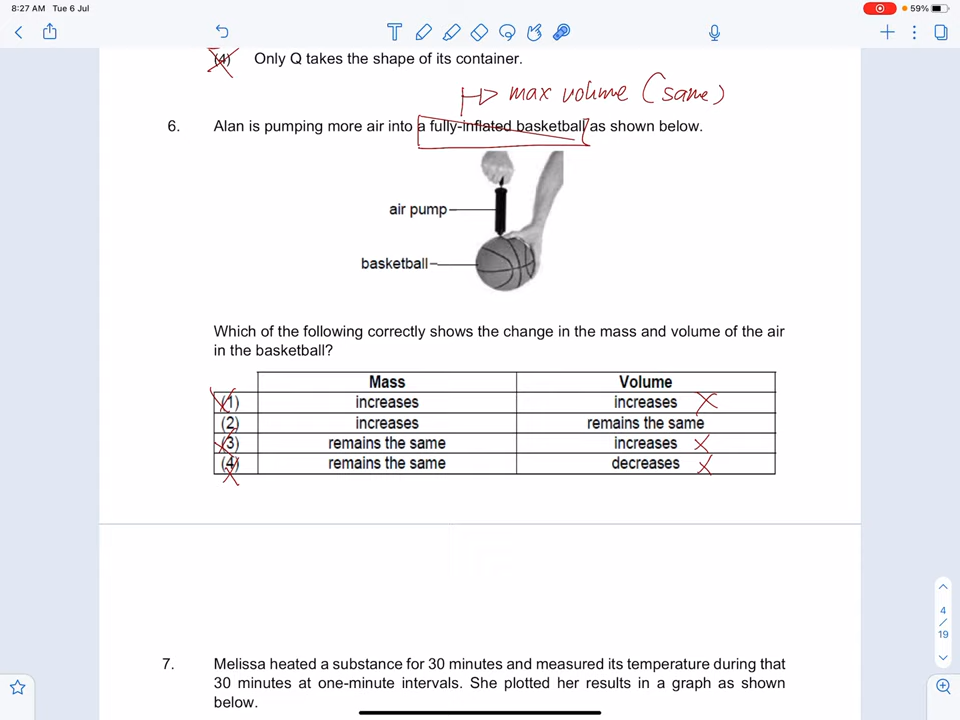 8:27 AM Tue 6 Jul
59%
(4) Only Q takes the shape of its container.
max volume (same)
6. Alan is pumping more air into a fully-inflated basketball as shown below.
air pump
basketball
Which of the following correctly shows the change in the mass and volume of the air
in the basketball?
Mass Volume
(1) increases increases
(2) increases remains the same
(3) remains the same increases
(4) remains the same decreases
4
/
19
7. Melissa heated a substance for 30 minutes and measured its temperature during that
30 minutes at one-minute intervals. She plotted her results in a graph as shown
below.